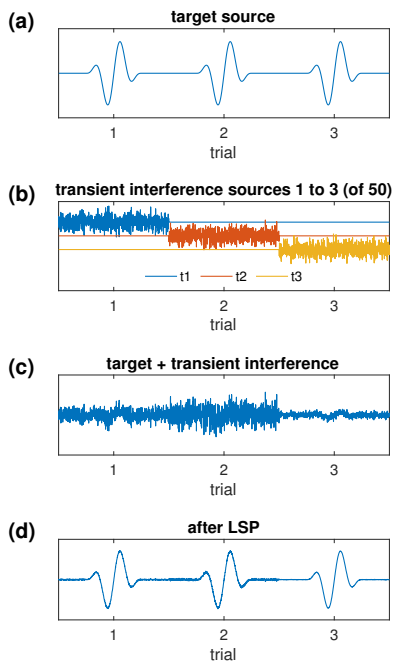 (a)
target source
1 2 3
trial
(b)
transient interference sources 1 to 3 (of 50)
t1 t2 t3
1 2 3
trial
(c)
target + transient interference
1 2 3
trial
(d)
after LSP
1 2 3
trial